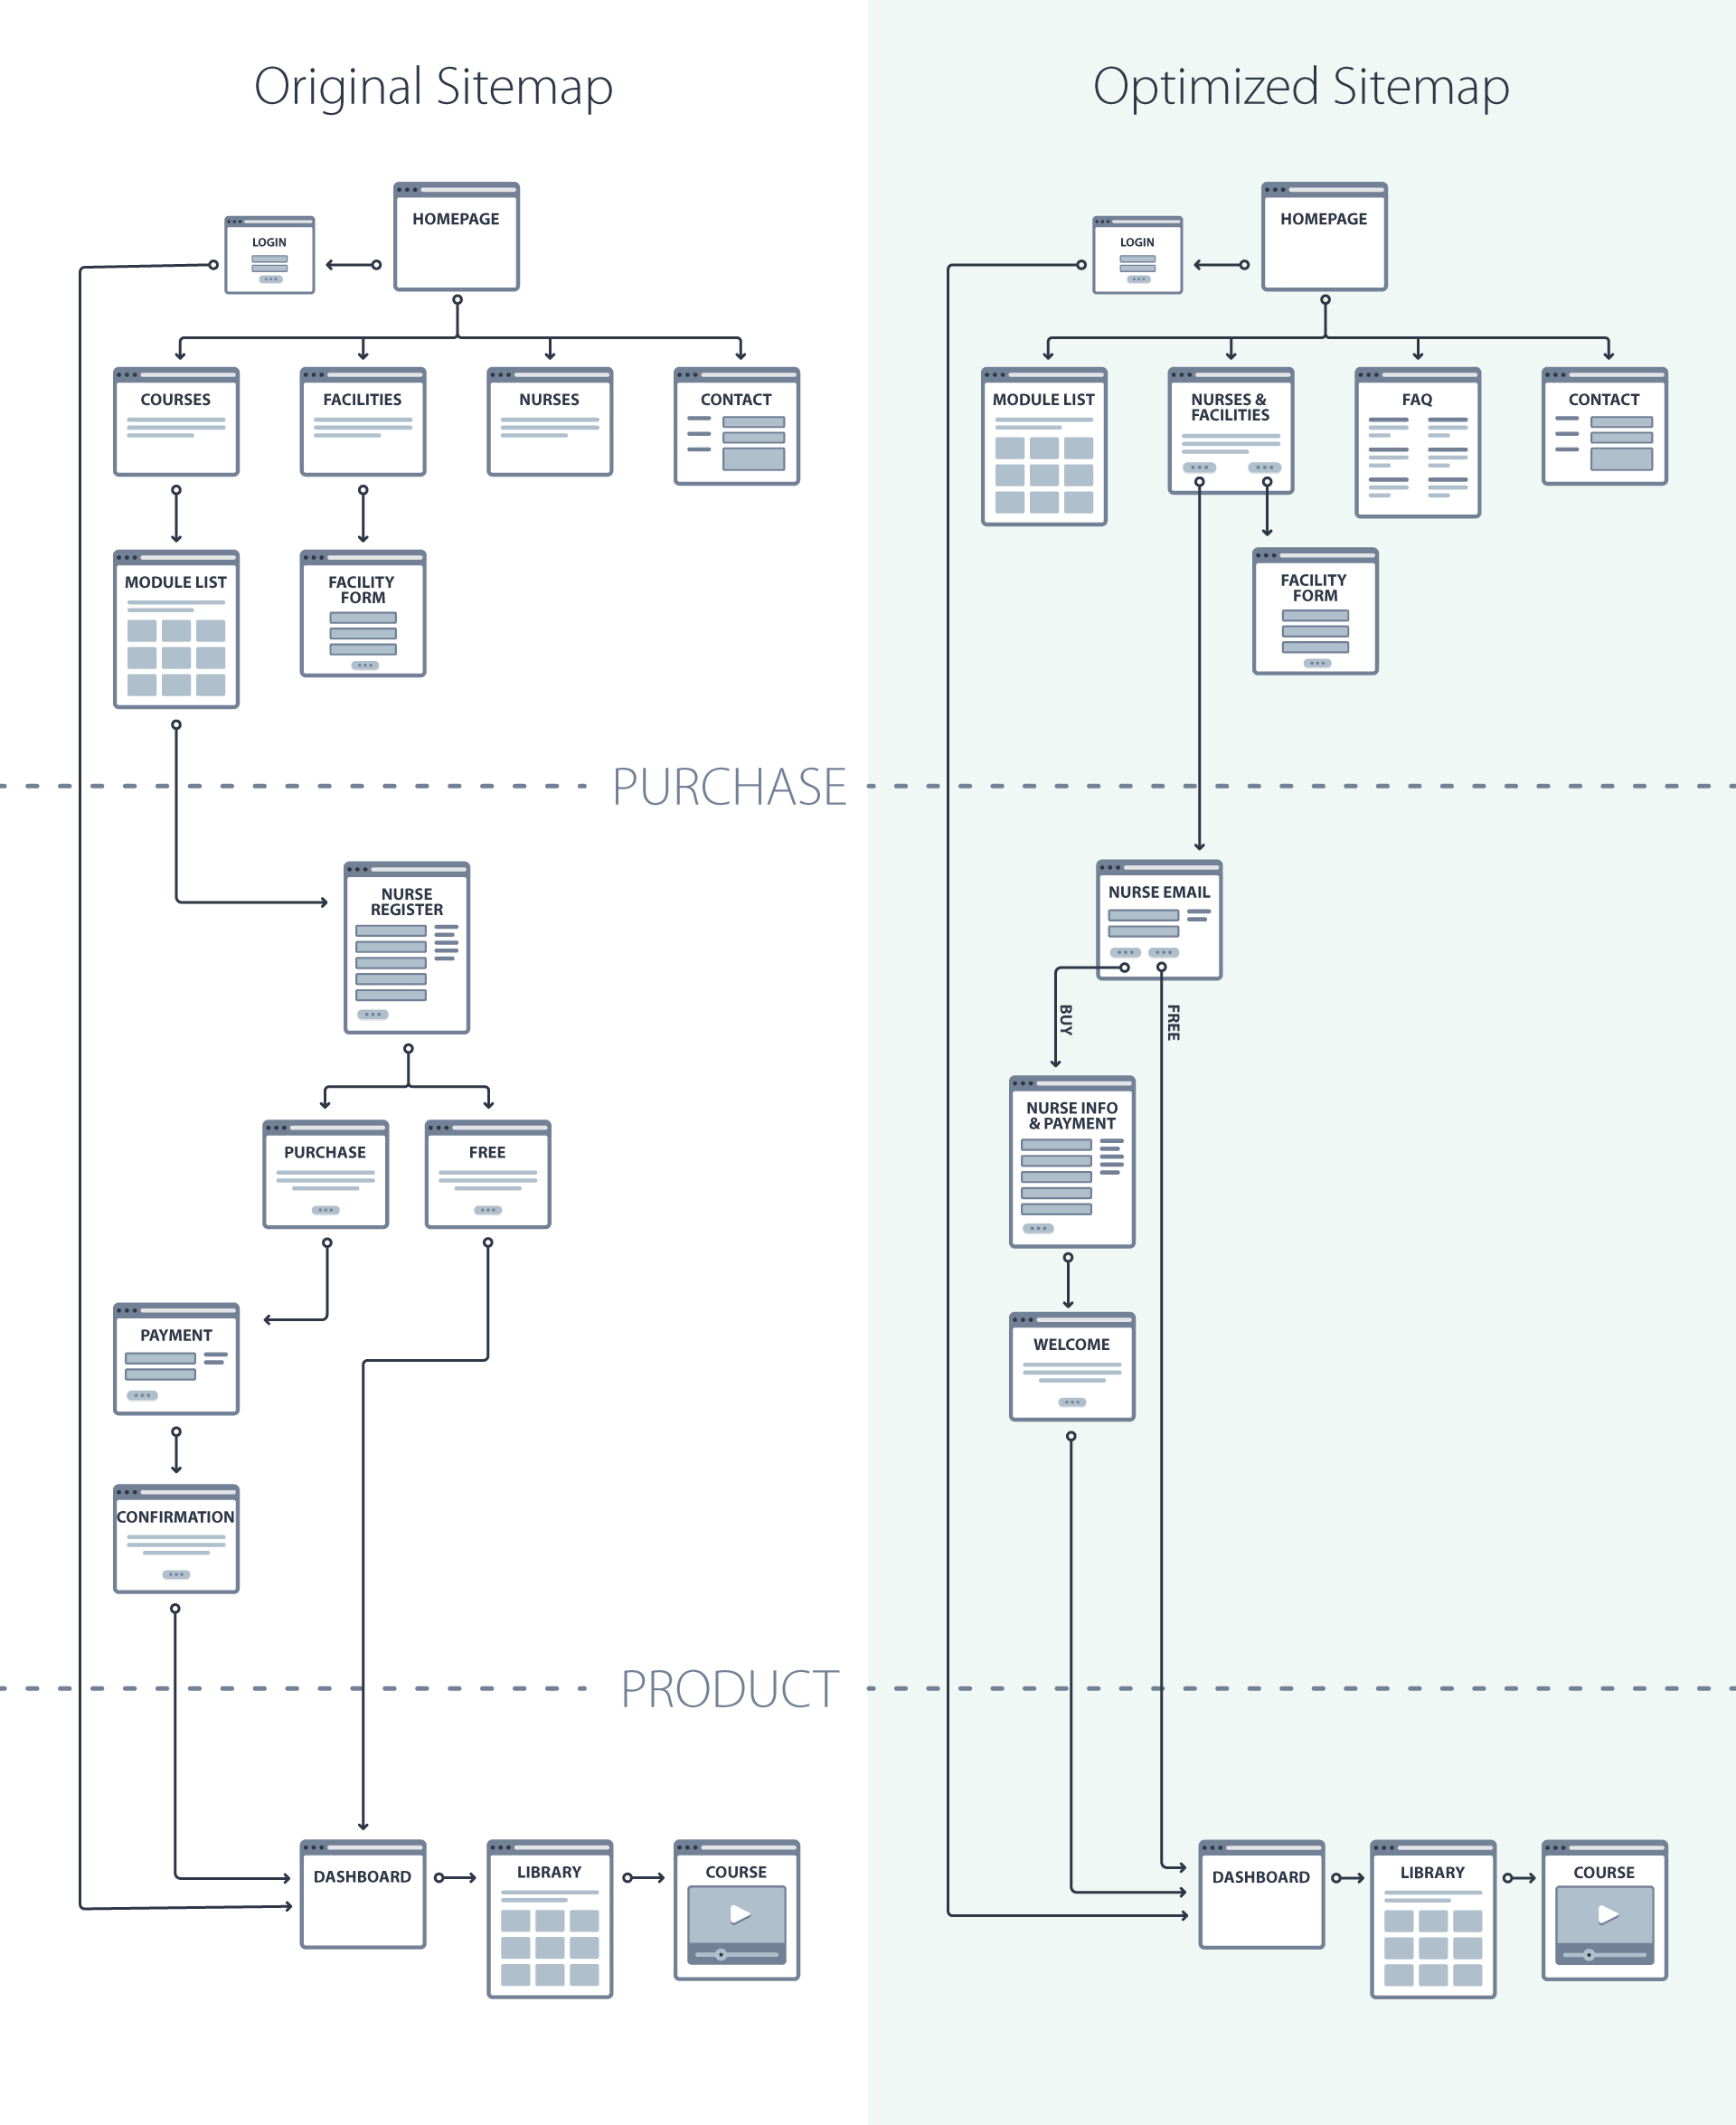 Original Sitemap
HOMEPAGE
LOGIN
COURSES
FACILITIES
NURSES
CONTACT
MODULE LIST
FACILITY
FORM
PURCHASE
NURSE
REGISTER
PURCHASE
FREE
PAYMENT
CONFIRMATION
PRODUCT
DASHBOARD
LIBRARY
COURSE
Optimized Sitemap
HOMEPAGE
LOGIN
MODULE LIST
NURSES &
FACILITIES
FAQ
CONTACT
FACILITY
FORM
NURSE EMAIL
BUY
FREE
NURSE INFO
& PAYMENT
WELCOME
DASHBOARD
LIBRARY
COURSE